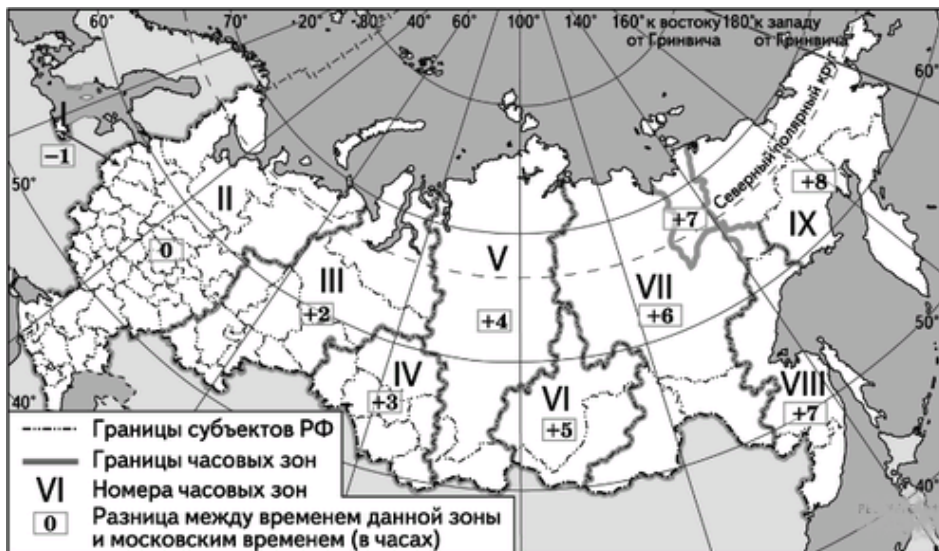 80° 60° 70° 20° 40° 60° 100° 140° 160° к востоку от Гринвича
180° к западу от Гринвича
60°
Северный полярный круг
I
−1
50°
60°
II
0
III
+2
IV
+3
V
+4
VI
+5
VII
+6
+7
VIII
+7
IX
+8
50°
40°
40°
Границы субъектов РФ
Границы часовых зон
VI Номера часовых зон
0 Разница между временем данной зоны
и московским временем (в часах)